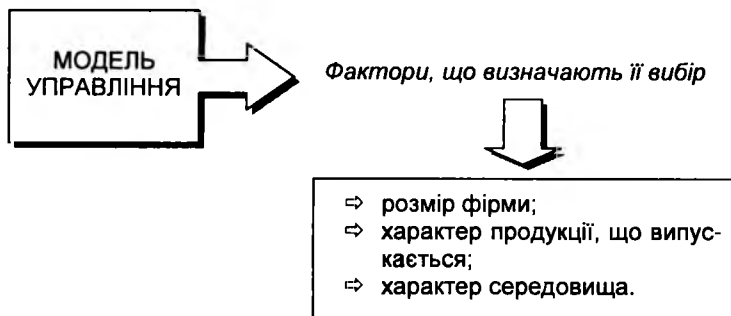 МОДЕЛЬ
УПРАВЛІННЯ
Фактори, що визначають її вибір
⇨ розмір фірми;
⇨ характер продукції, що випус-
кається;
⇨ характер середовища.